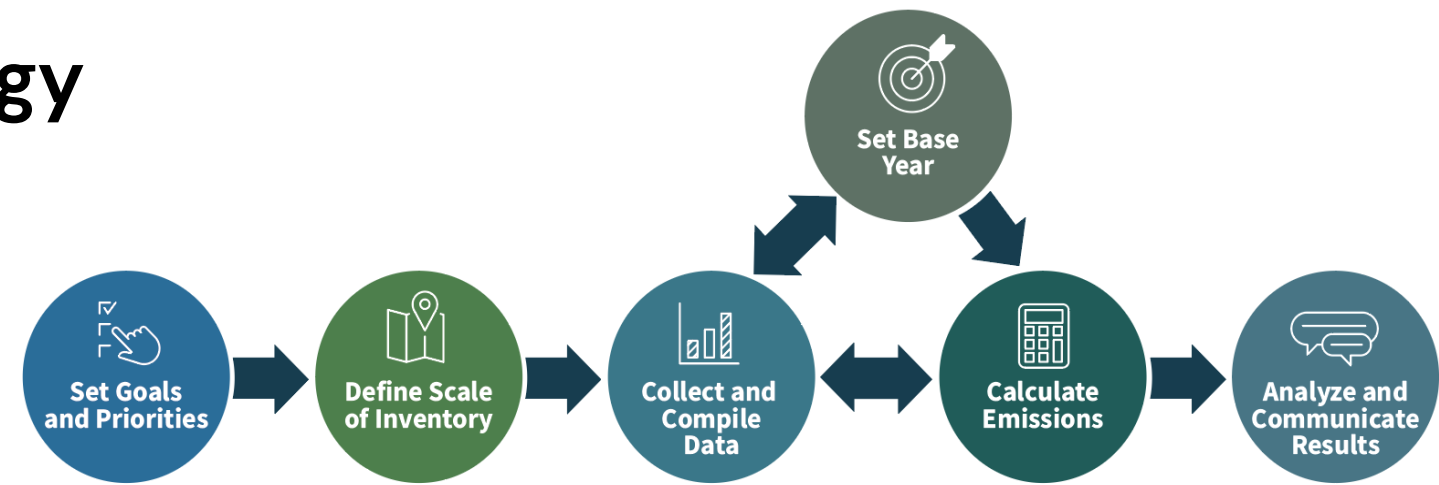 gy
Set Base
Year
Set Goals
and Priorities
Define Scale
of Inventory
Collect and
Compile
Data
Calculate
Emissions
Analyze and
Communicate
Results